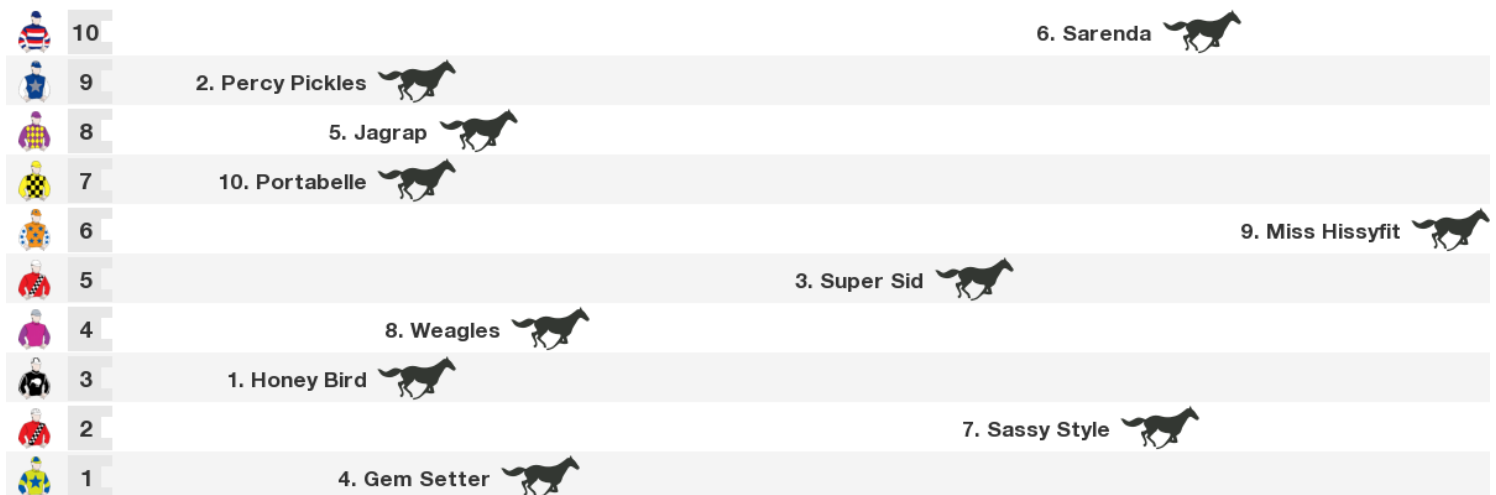 10 6. Sarenda
9 2. Percy Pickles
8 5. Jagrap
7 10. Portabelle
6 9. Miss Hissyfit
5 3. Super Sid
4 8. Weagles
3 1. Honey Bird
2 7. Sassy Style
1 4. Gem Setter